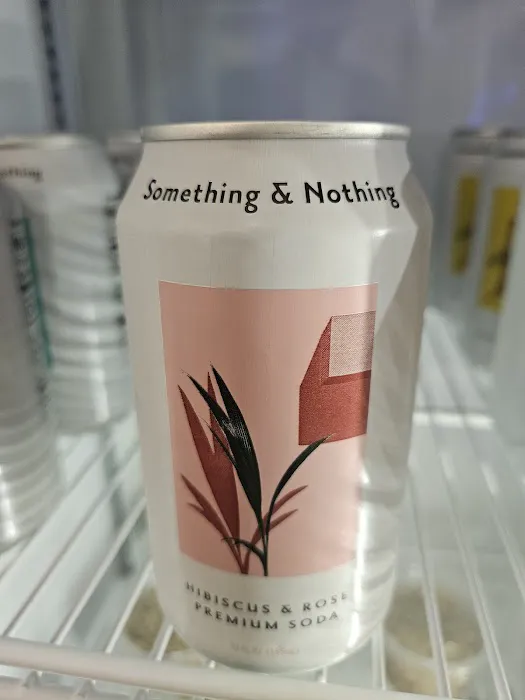 Something & Nothing
HIBISCUS & ROSE
PREMIUM SODA